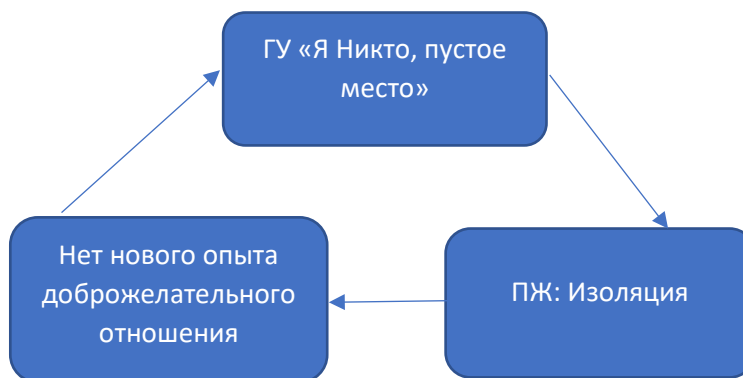 ГУ «Я Никто, пустое
место»
Нет нового опыта
доброжелательного
отношения
ПЖ: Изоляция